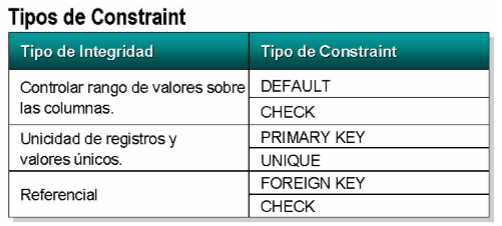 Tipos de Constraint
Tipo de Integridad
Tipo de Constraint
Controlar rango de valores sobre
las columnas.
DEFAULT
CHECK
Unicidad de registros y
valores únicos.
PRIMARY KEY
UNIQUE
Referencial
FOREIGN KEY
CHECK